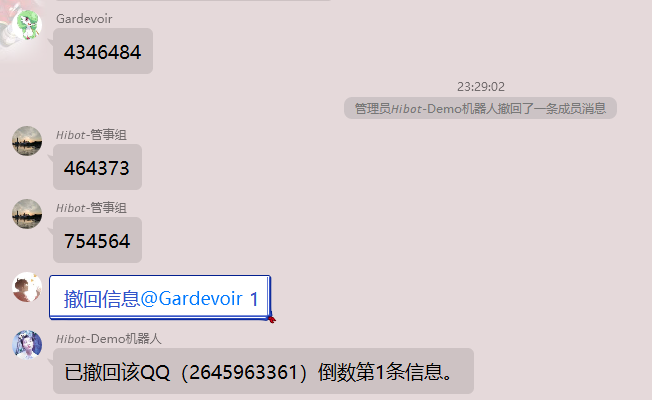 Gardevoir
4346484
23:29:02
管理员Hibot-Demo机器人撤回了一条成员消息
Hibot-管事组
464373
Hibot-管事组
754564
撤回信息@Gardevoir 1
Hibot-Demo机器人
已撤回该QQ（2645963361）倒数第1条信息。